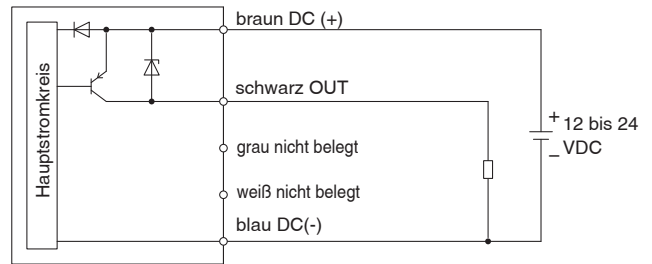 braun DC (+)
Hauptstromkreis
schwarz OUT
+ 12 bis 24
− VDC
grau nicht belegt
weiß nicht belegt
blau DC(-)